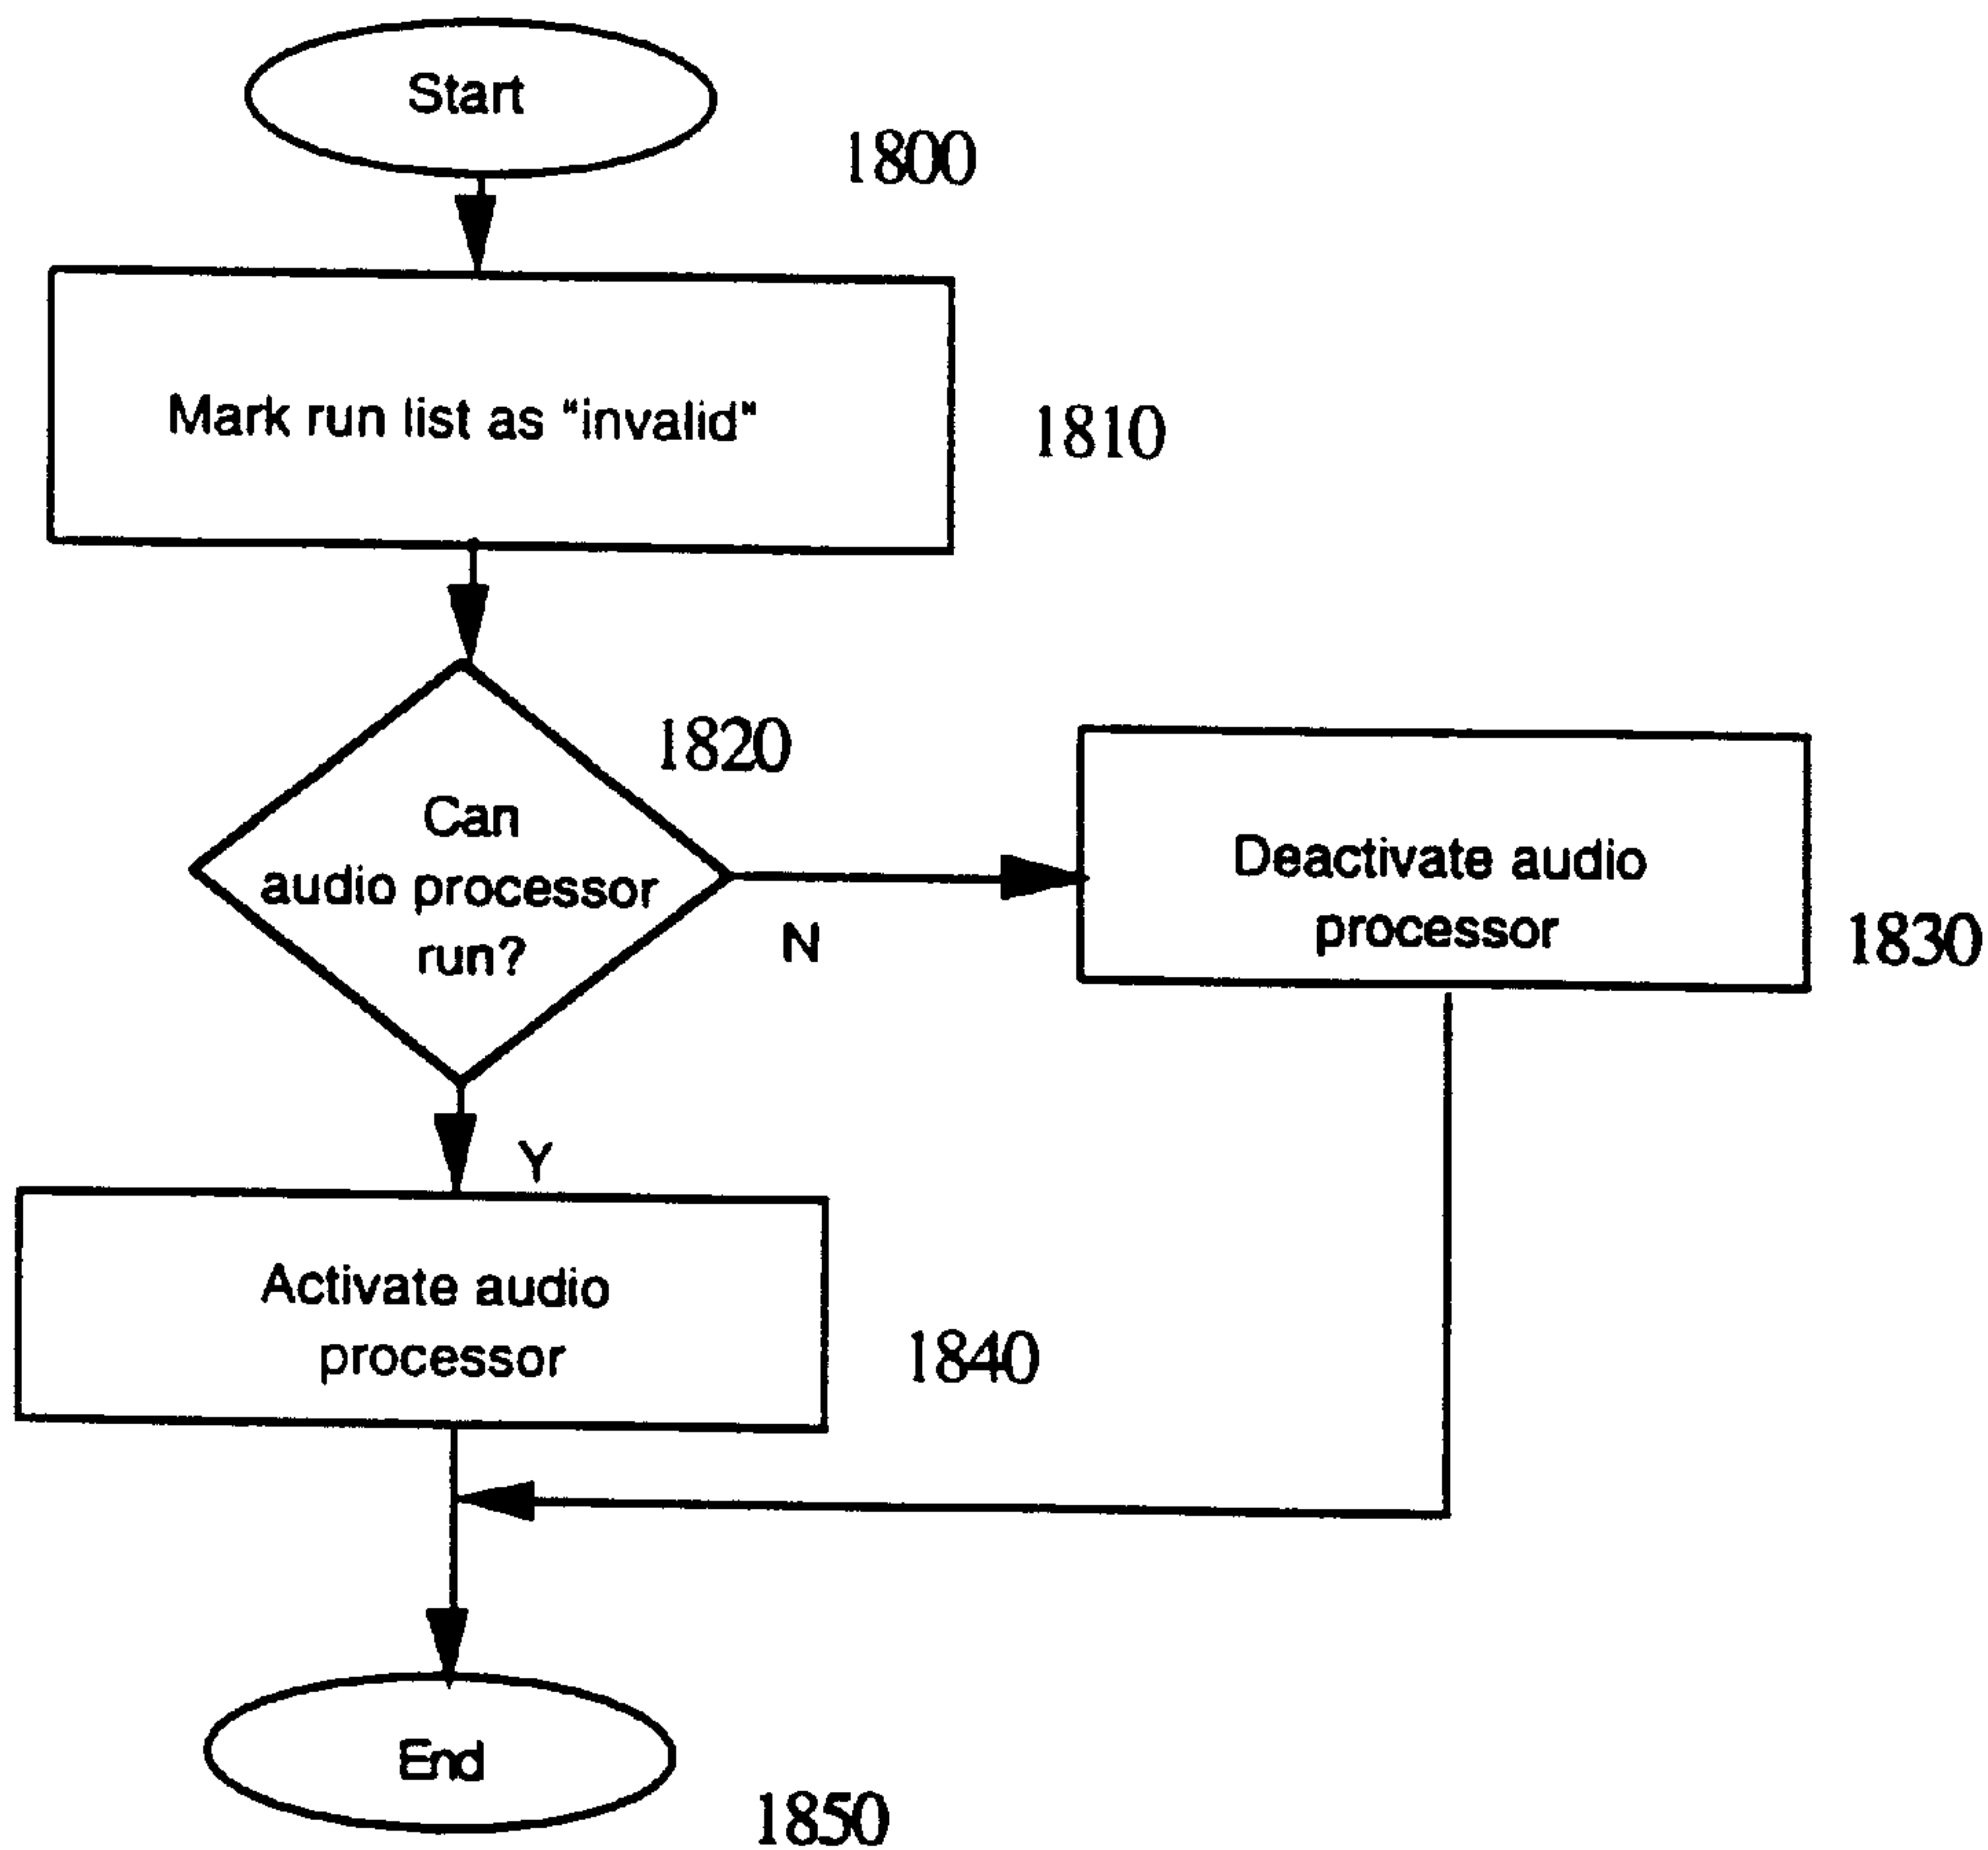 Start
1800
Mark run list as "invalid"
1810
1820
Can
audio processor
run?
N
Deactivate audio
processor
1830
Y
Activate audio
processor
1840
End
1850